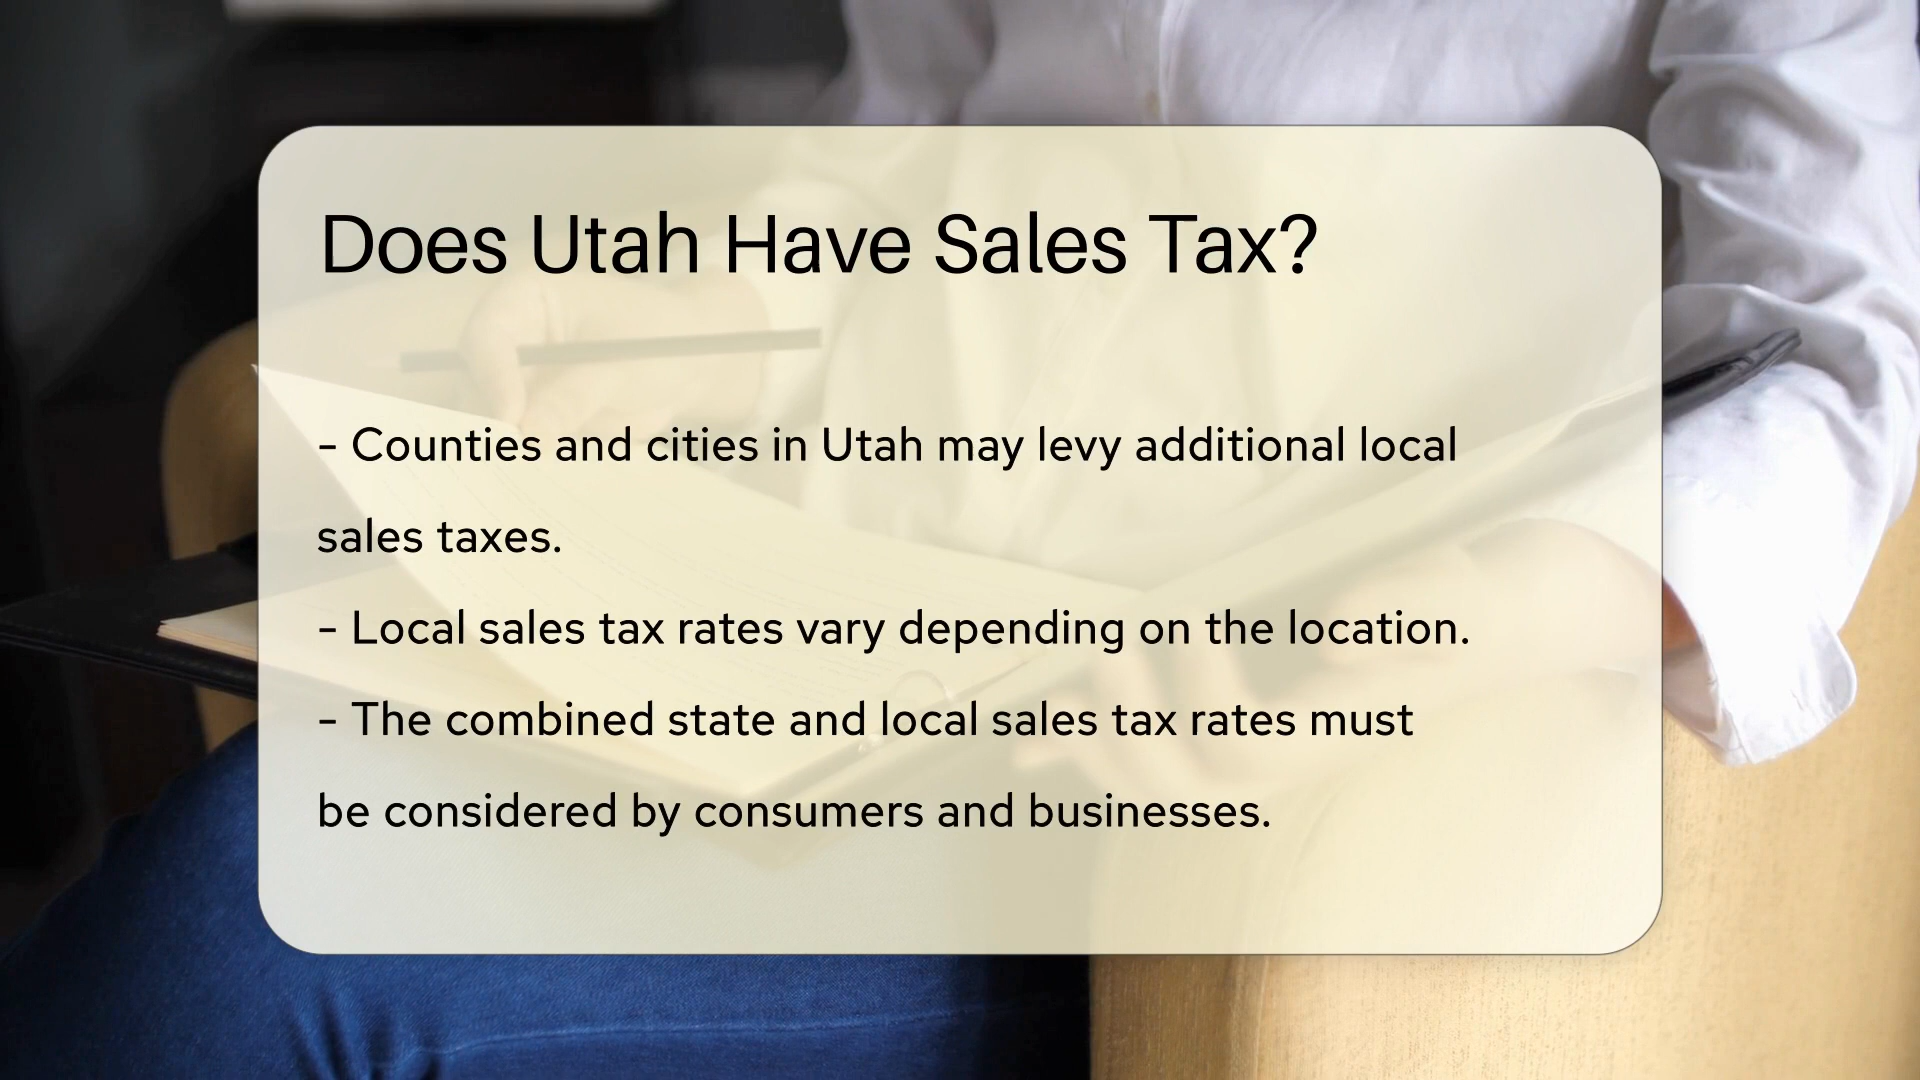 Does Utah Have Sales Tax?
- Counties and cities in Utah may levy additional local
sales taxes.
- Local sales tax rates vary depending on the location.
- The combined state and local sales tax rates must
be considered by consumers and businesses.